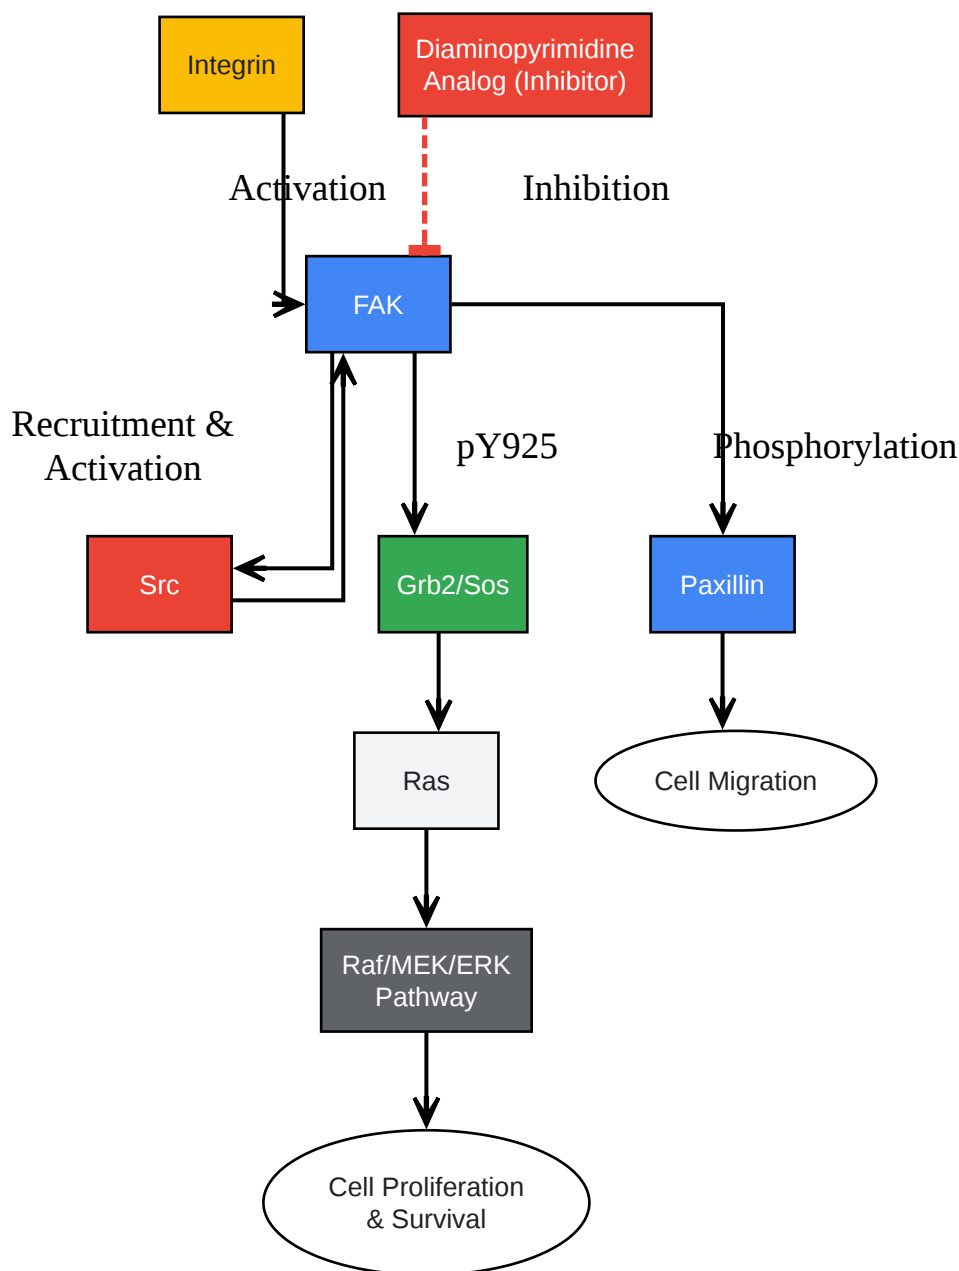 Integrin
Diaminopyrimidine
Analog (Inhibitor)
Activation
Inhibition
FAK
Recruitment &
Activation
pY925
Phosphorylation
Src
Grb2/Sos
Paxillin
Ras
Cell Migration
Raf/MEK/ERK
Pathway
Cell Proliferation
& Survival